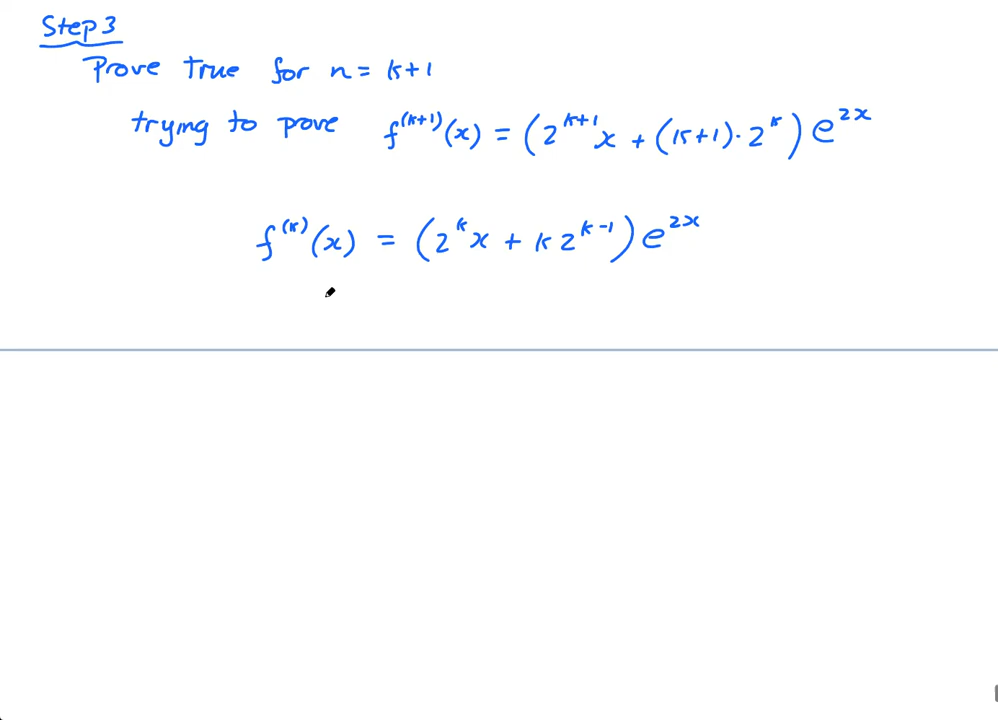 Step 3
Prove true for n = k+1
trying to prove f^(k+1)(x) = (2^(k+1) x + (k+1)·2^k) e^(2x)
f^(k)(x) = (2^k x + k 2^(k-1)) e^(2x)